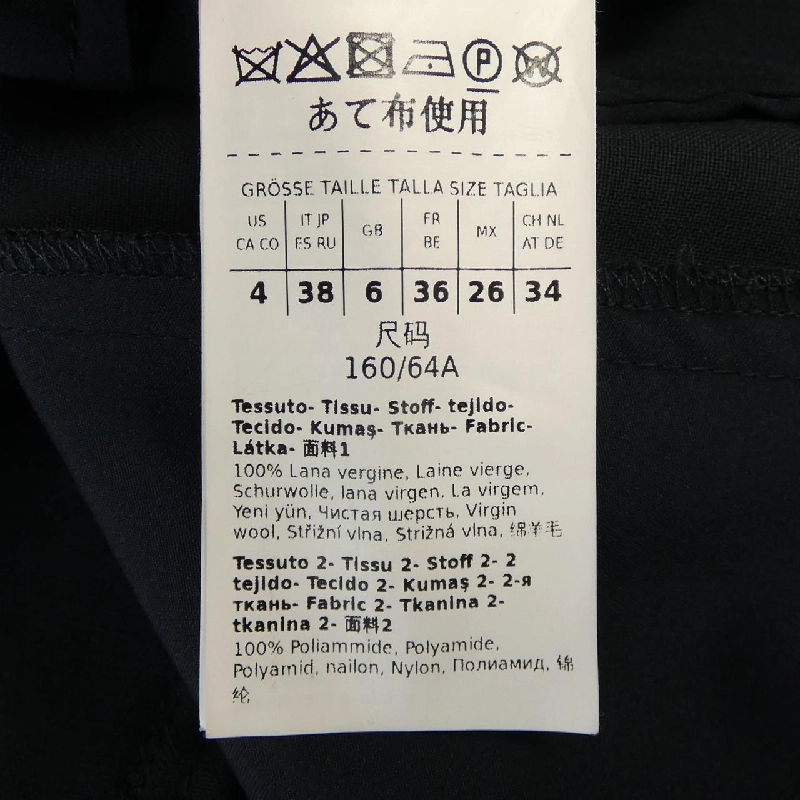 P
W
あて布使用
GRÖSSE TAILLE TALLA SIZE TAGLIA
US CA CO
IT JP ES RU
GB
FR BE
MX
CH NL AT DE
4 38 6 36 26 34
尺码
160/64A
Tessuto- Tissu- Stoff- tejido-
Tecido- Kumaş- Ткань- Fabric-
Látka- 面料1
100% Lana vergine, Laine vierge,
Schurwolle, lana virgen, La virgem,
Yeni yün, Чистая шерсть, Virgin
wool, Střižní vlna, Strižná vlna, 绵羊毛
Tessuto 2- Tissu 2- Stoff 2- 2
tejido- Tecido 2- Kumaş 2- 2-я
ткань- Fabric 2- Tkanina 2-
tkanina 2- 面料2
100% Poliammide, Polyamide,
Polyamid, nailon, Nylon, Полиамид, 锦
纶